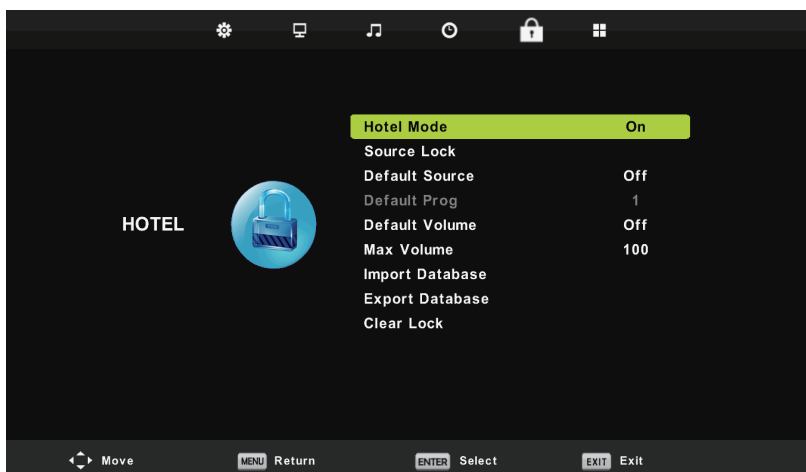 HOTEL
Hotel Mode On
Source Lock
Default Source Off
Default Prog 1
Default Volume Off
Max Volume 100
Import Database
Export Database
Clear Lock
Move MENU Return ENTER Select EXIT Exit